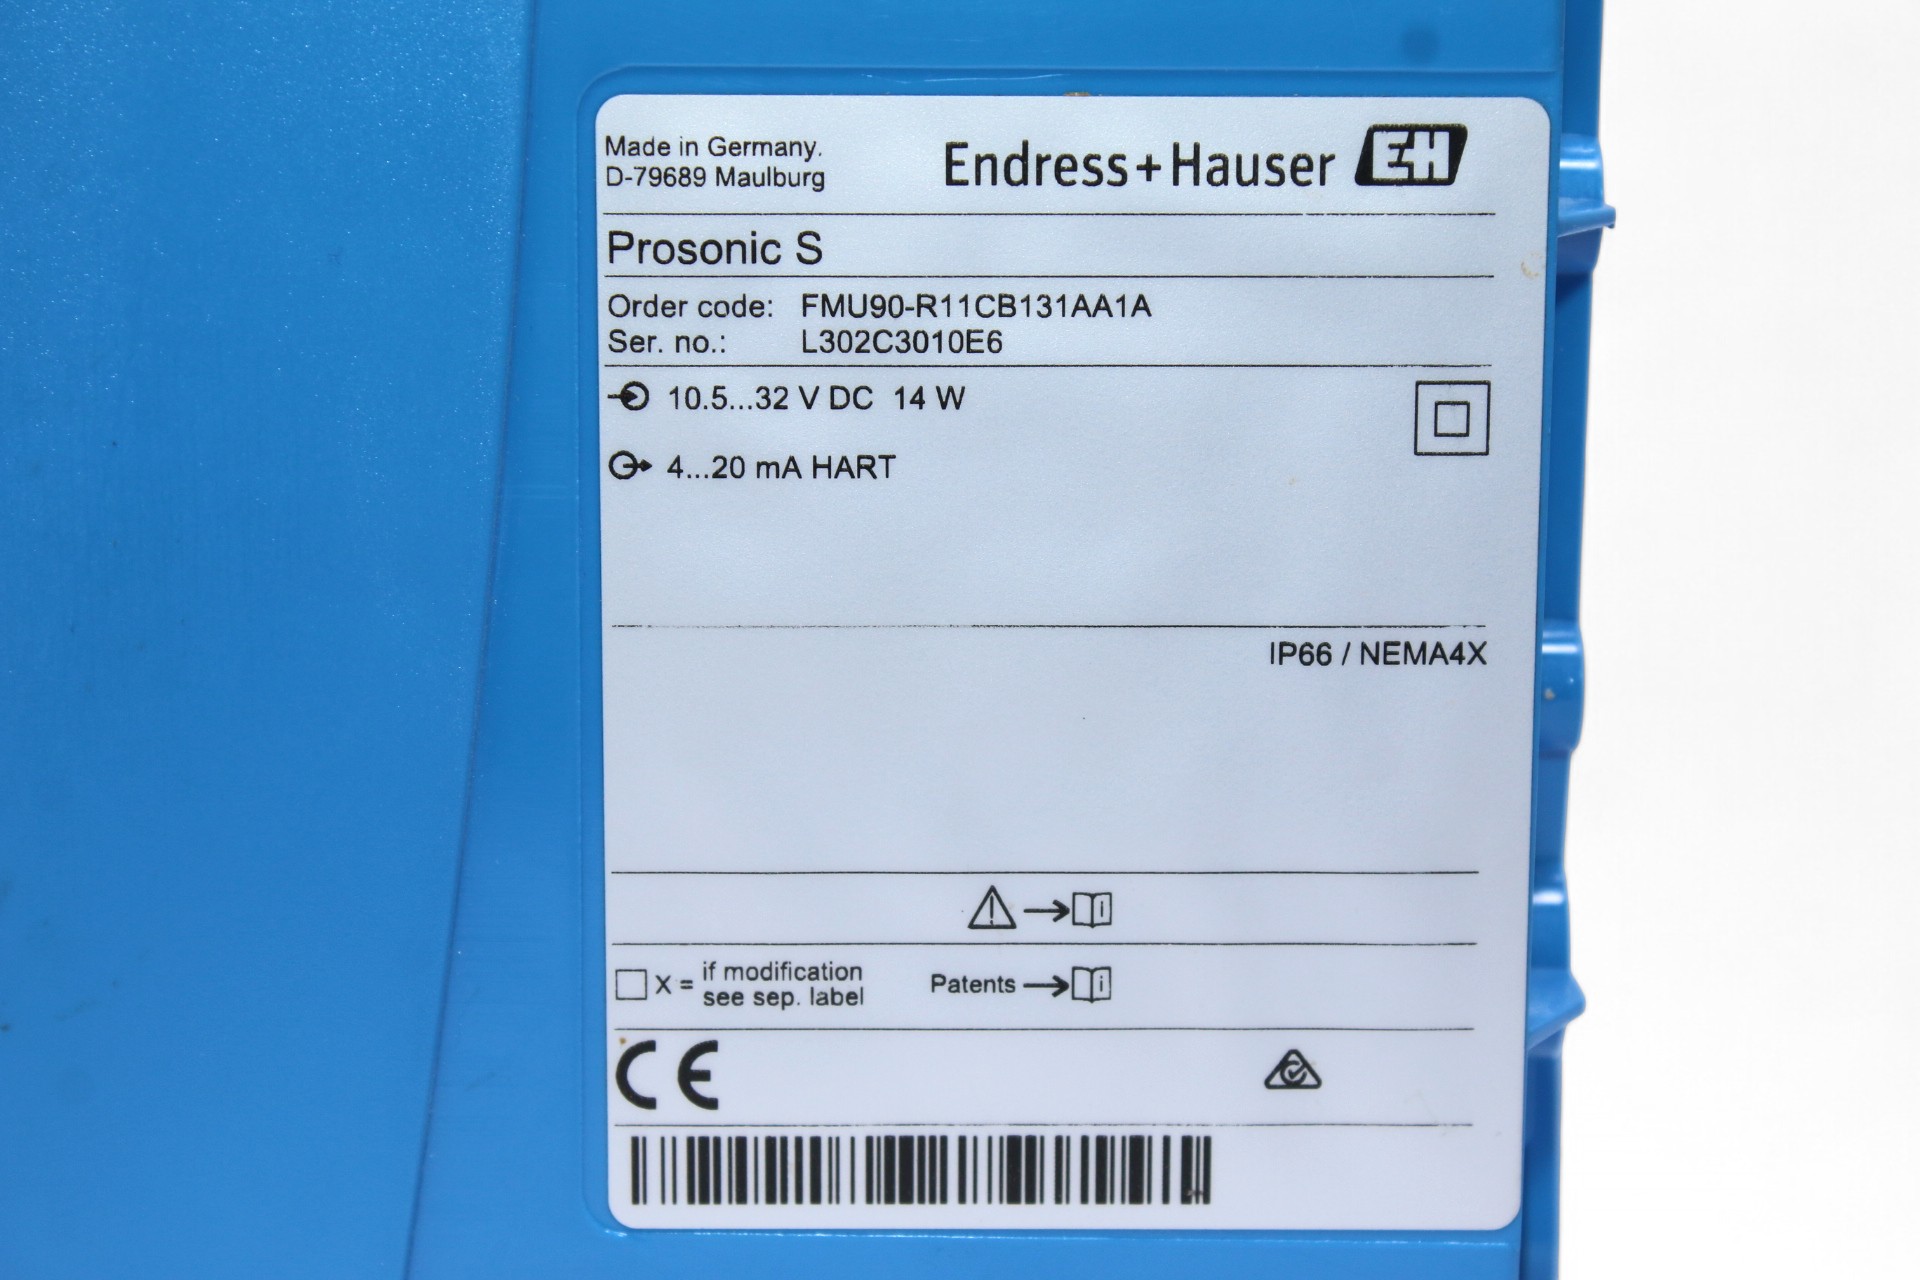 Made in Germany.
D-79689 Maulburg
Endress+Hauser EH
Prosonic S
Order code: FMU90-R11CB131AA1A
Ser. no.: L302C3010E6
10.5...32 V DC 14 W
4...20 mA HART
IP66 / NEMA4X
i
X = if modification
see sep. label
Patents i
CE